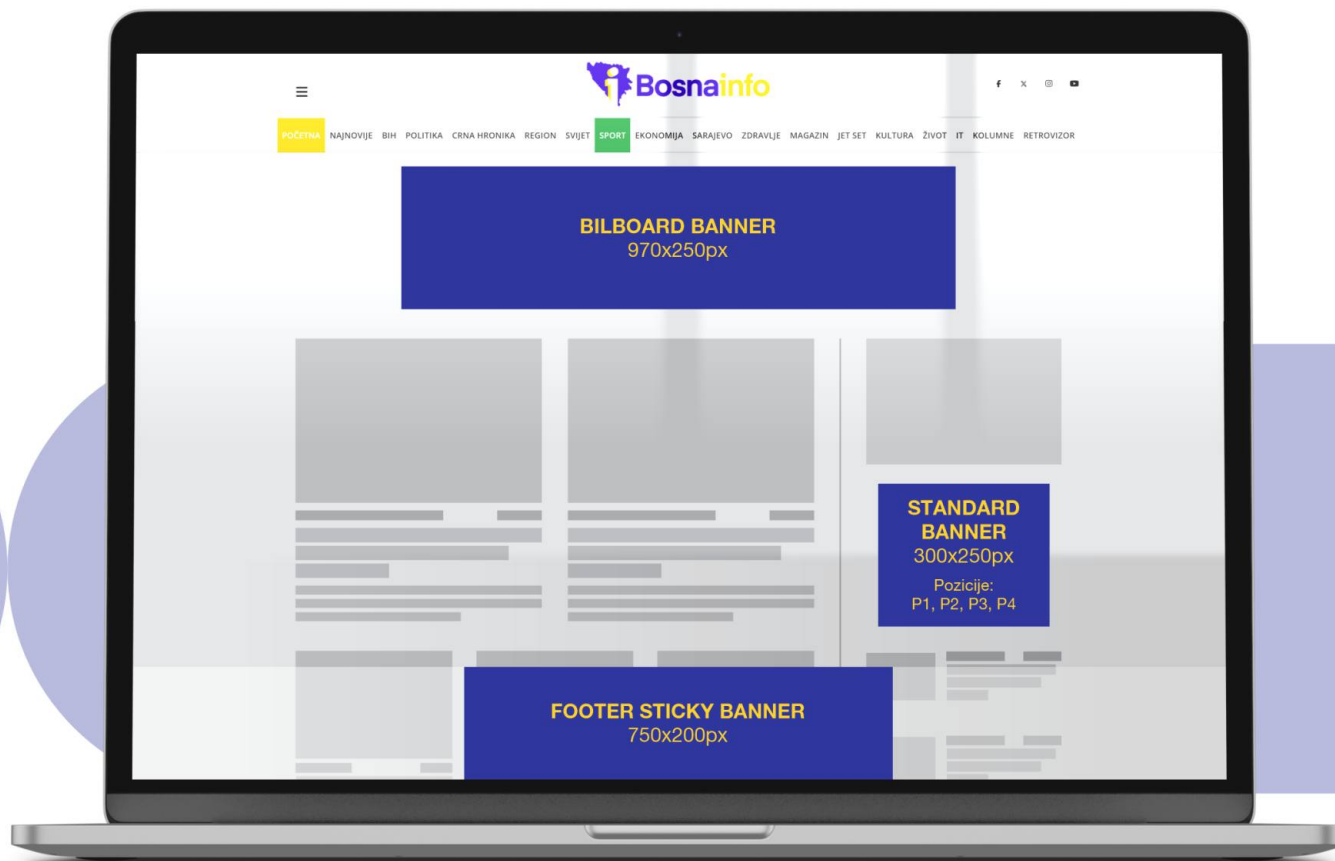 Bosnainfo
POČETNA NAJNOVIJE BIH POLITIKA CRNA HRONIKA REGION SVIJET SPORT EKONOMIJA SARAJEVO ZDRAVLJE MAGAZIN JET SET KULTURA ŽIVOT IT KOLUMNE RETROVIZOR
BILBOARD BANNER
970x250px
STANDARD
BANNER
300x250px
Pozicije:
P1, P2, P3, P4
FOOTER STICKY BANNER
750x200px